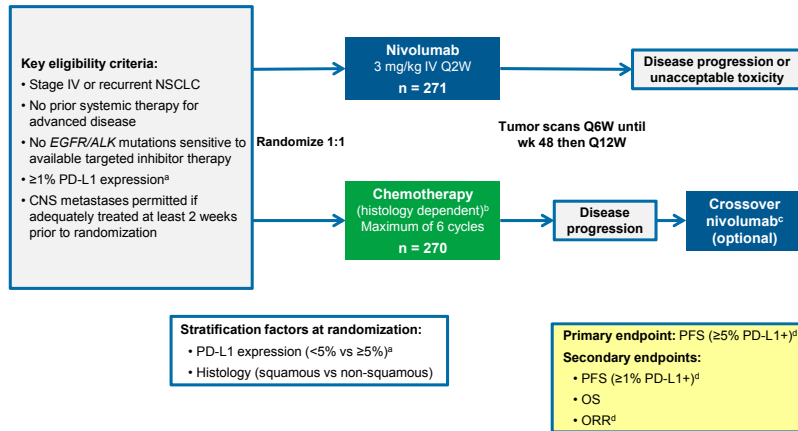 Key eligibility criteria:
• Stage IV or recurrent NSCLC
• No prior systemic therapy for
advanced disease
• No EGFR/ALK mutations sensitive to
available targeted inhibitor therapy
• ≥1% PD-L1 expressionᵃ
• CNS metastases permitted if
adequately treated at least 2 weeks
prior to randomization
Randomize 1:1
Nivolumab
3 mg/kg IV Q2W
n = 271
Disease progression or
unacceptable toxicity
Tumor scans Q6W until
wk 48 then Q12W
Chemotherapy
(histology dependent)ᵇ
Maximum of 6 cycles
n = 270
Disease
progression
Crossover
nivolumabᶜ
(optional)
Stratification factors at randomization:
• PD-L1 expression (<5% vs ≥5%)ᵃ
• Histology (squamous vs non-squamous)
Primary endpoint: PFS (≥5% PD-L1+)ᵈ
Secondary endpoints:
• PFS (≥1% PD-L1+)ᵈ
• OS
• ORRᵈ